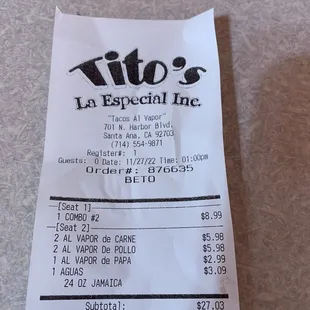 Tito's
La Especial Inc.
"Tacos Al Vapor"
701 N. Harbor Blvd.
Santa Ana, CA 92703
(714) 554-9871
Register#: 1
Guests: 0 Date: 11/27/22 Time: 01:00pm
Order#: 876635
BETO
[Seat 1]
1 COMBO #2 $8.99
[Seat 2]
2 AL VAPOR de CARNE $5.98
2 AL VAPOR De POLLO $5.98
1 AL VAPOR de PAPA $2.99
1 AGUAS $3.09
24 OZ JAMAICA
Subtotal: $27.03